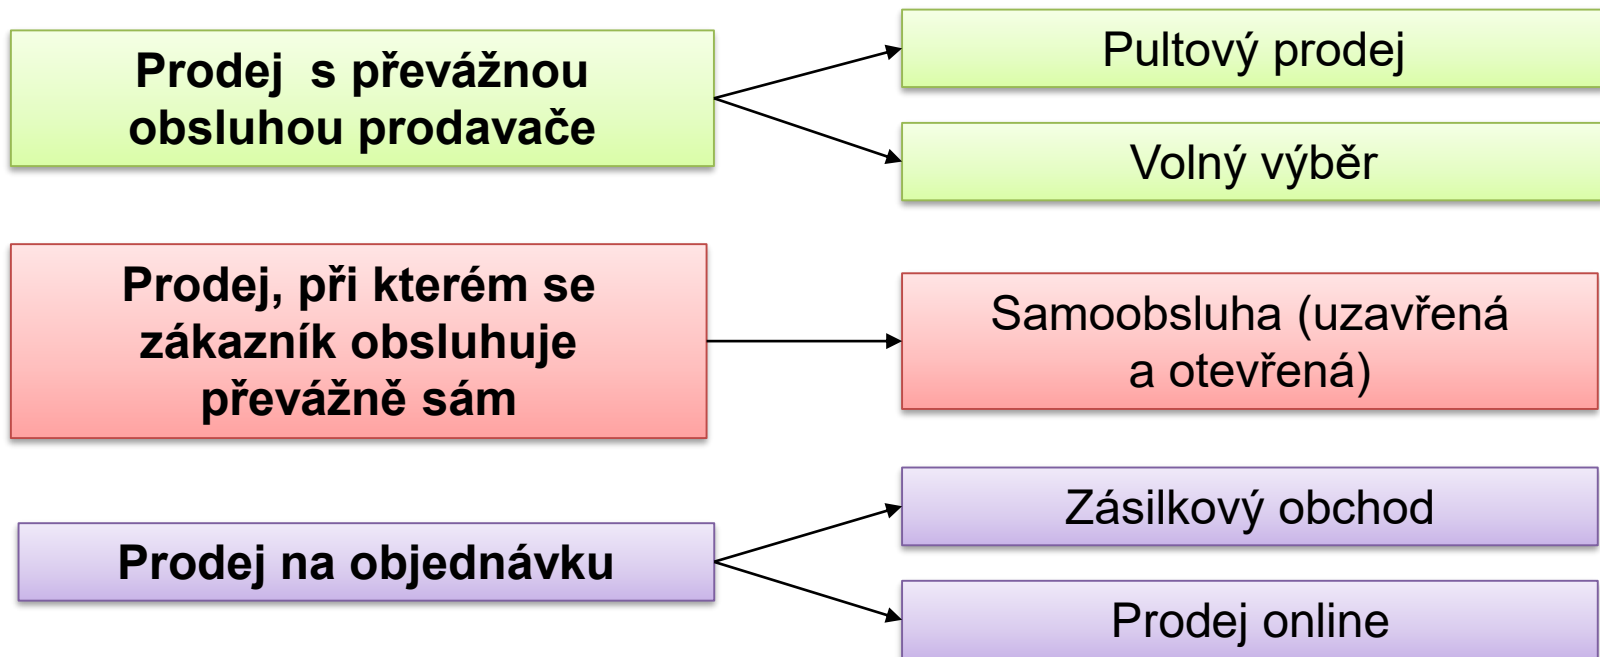 Prodej s převážnou
obsluhou prodavače
Pultový prodej
Volný výběr
Prodej, při kterém se
zákazník obsluhuje
převážně sám
Samoobsluha (uzavřená
a otevřená)
Prodej na objednávku
Zásilkový obchod
Prodej online